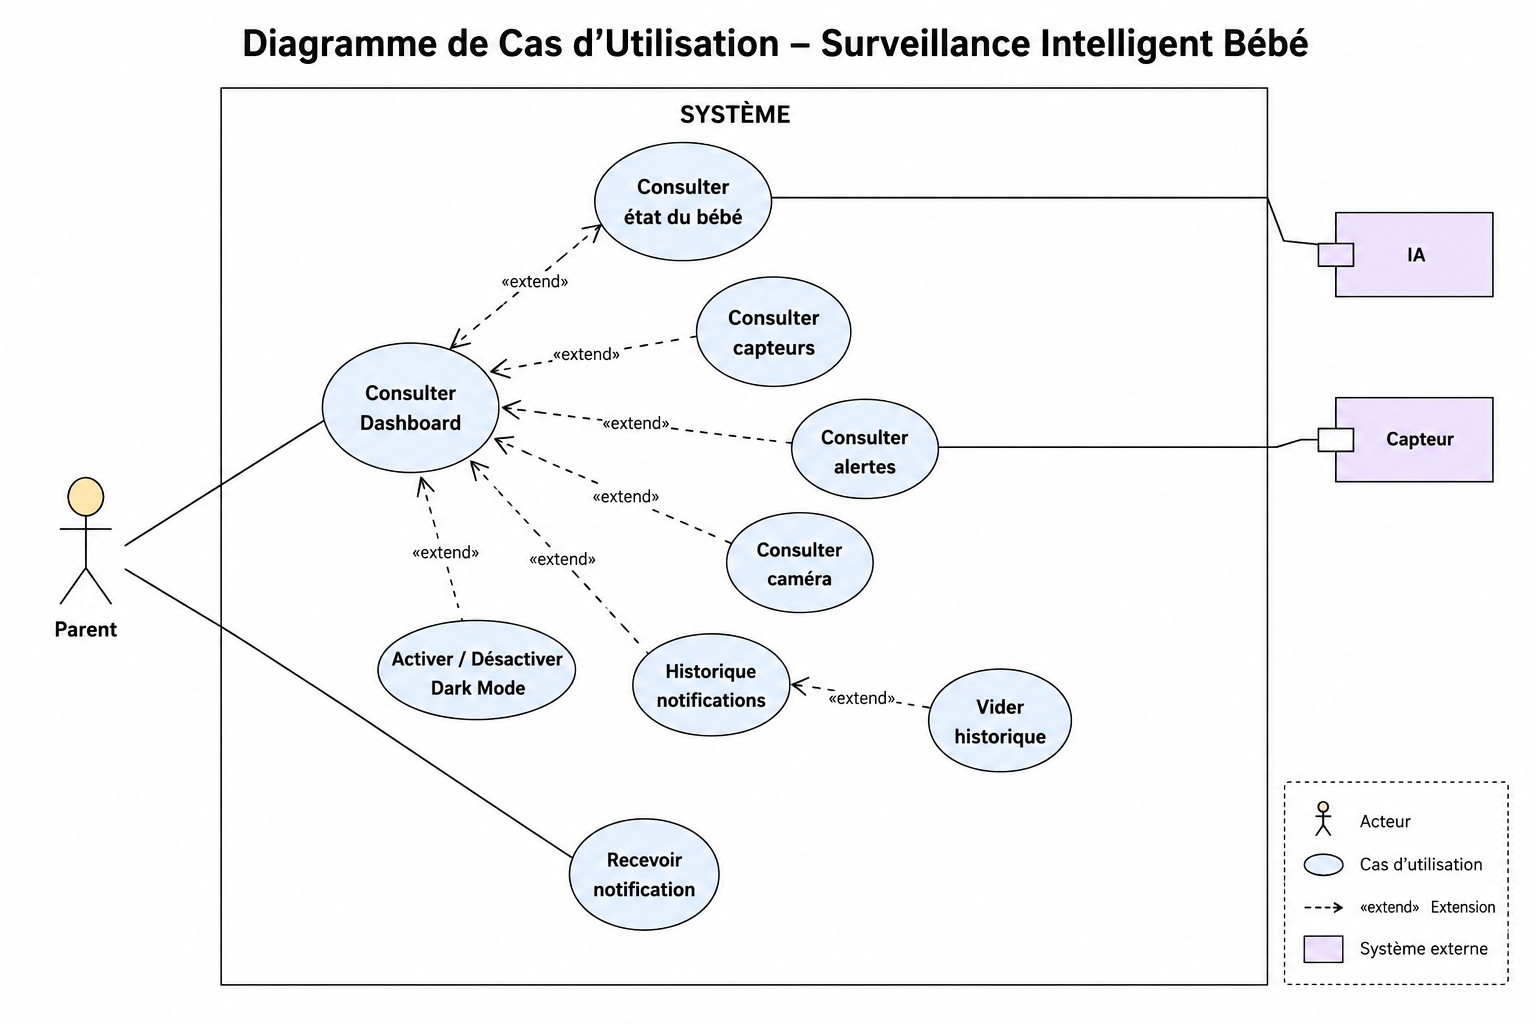 Diagramme de Cas d’Utilisation – Surveillance Intelligent Bébé
SYSTÈME
Consulter
état du bébé
IA
«extend»
Consulter
capteurs
«extend»
Consulter
Dashboard
«extend»
Consulter
alertes
Capteur
«extend»
Consulter
caméra
«extend»
«extend»
Parent
Activer / Désactiver
Dark Mode
Historique
notifications
«extend»
Vider
historique
Recevoir
notification
Acteur
Cas d’utilisation
«extend» Extension
Système externe